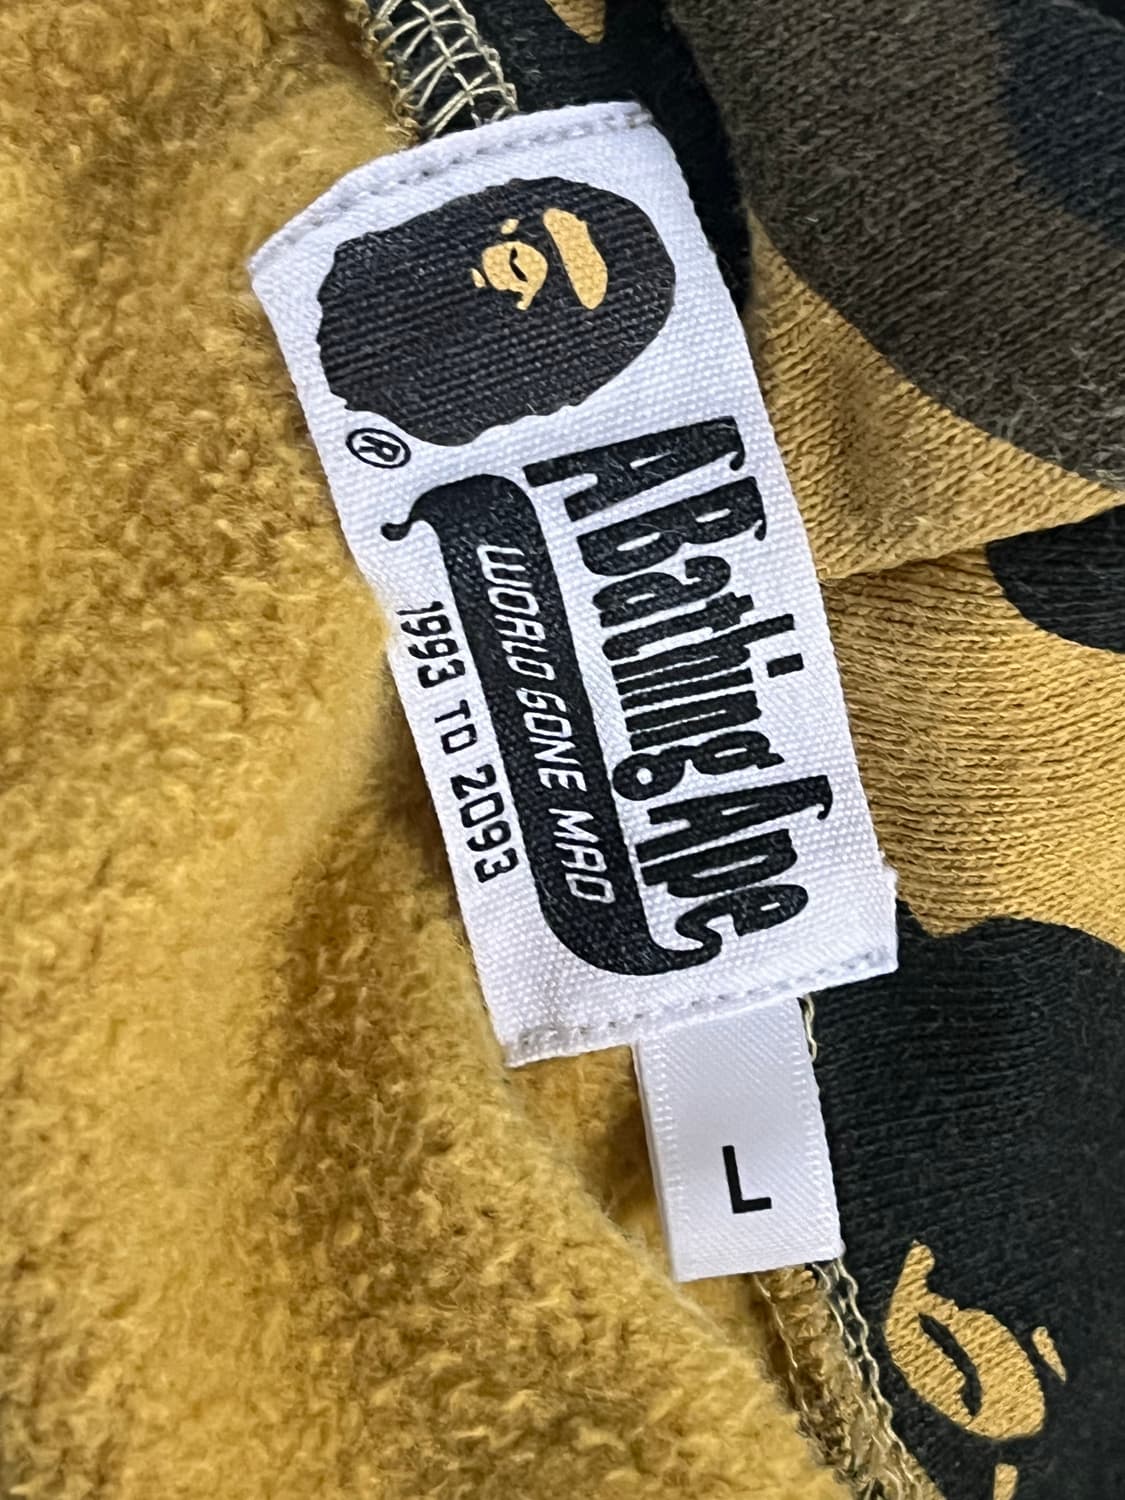 ®
A Bathing Ape
WORLD GONE MAD
1993 TO 2093
L